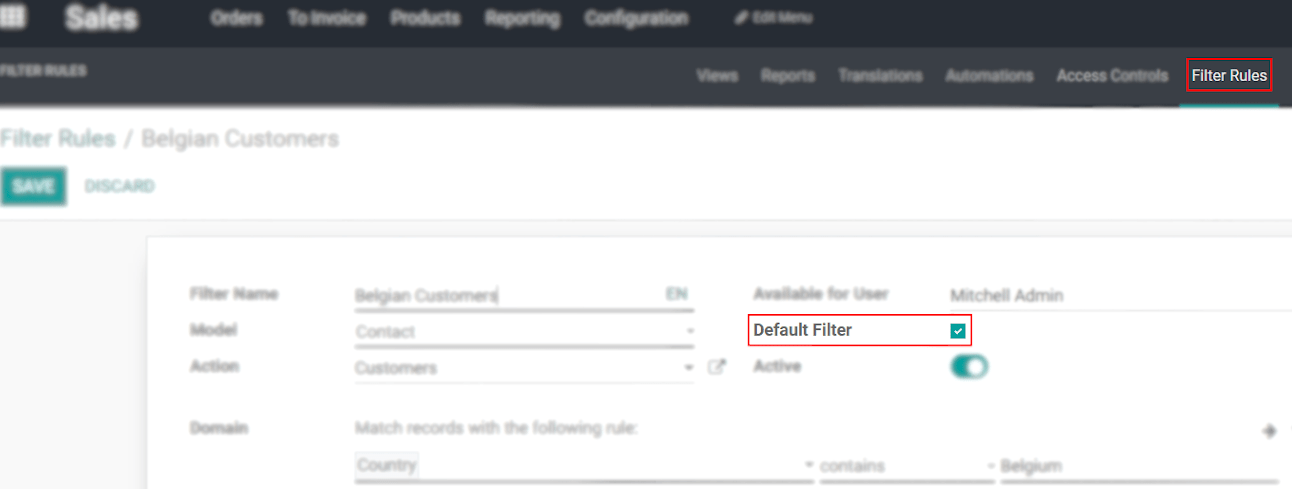 Sales Orders To Invoice Products Reporting Configuration Edit Menu
FILTER RULES Views Reports Translations Automations Access Controls Filter Rules
Filter Rules / Belgian Customers
SAVE DISCARD
Filter Name Belgian Customers EN Available for User Mitchell Admin
Model Contact Default Filter
Action Customers Active
Domain Match records with the following rule:
Country contains Belgium